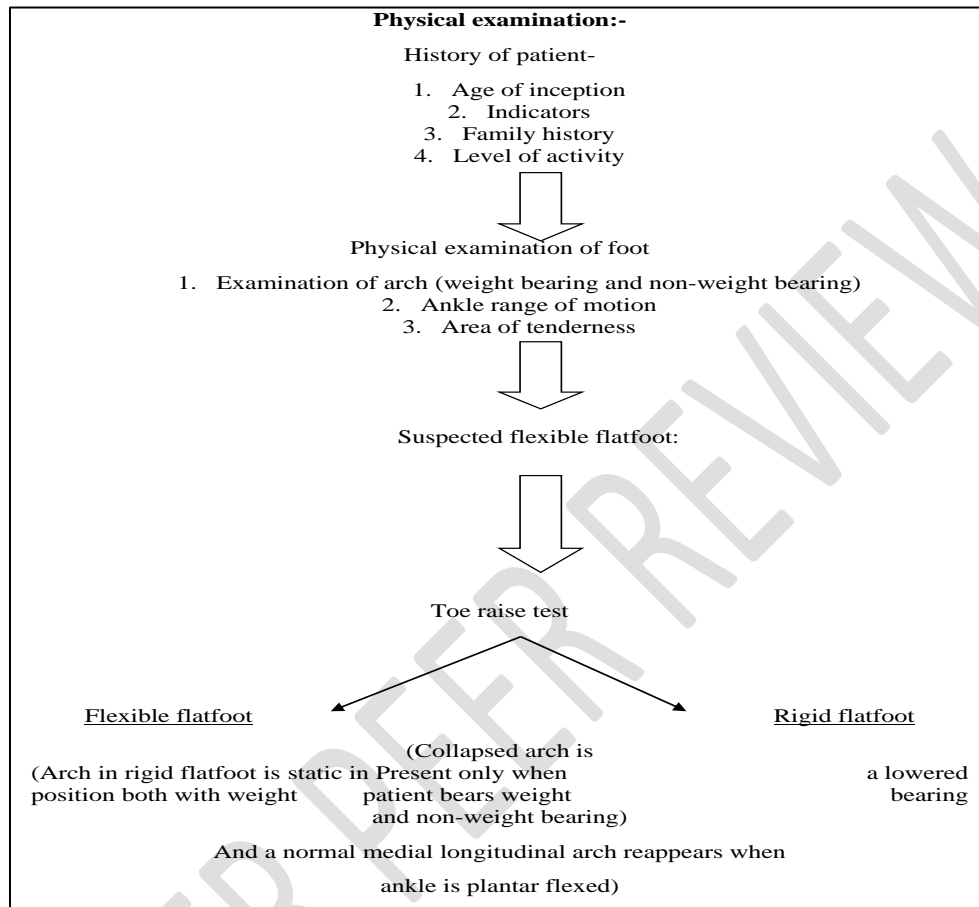 Physical examination:-
History of patient-
1. Age of inception
2. Indicators
3. Family history
4. Level of activity
Physical examination of foot
1. Examination of arch (weight bearing and non-weight bearing)
2. Ankle range of motion
3. Area of tenderness
Suspected flexible flatfoot:
Toe raise test
Flexible flatfoot Rigid flatfoot
(Collapsed arch is
(Arch in rigid flatfoot is static in Present only when a lowered
position both with weight patient bears weight bearing
and non-weight bearing)
And a normal medial longitudinal arch reappears when
ankle is plantar flexed)
ER PEER REVIEW